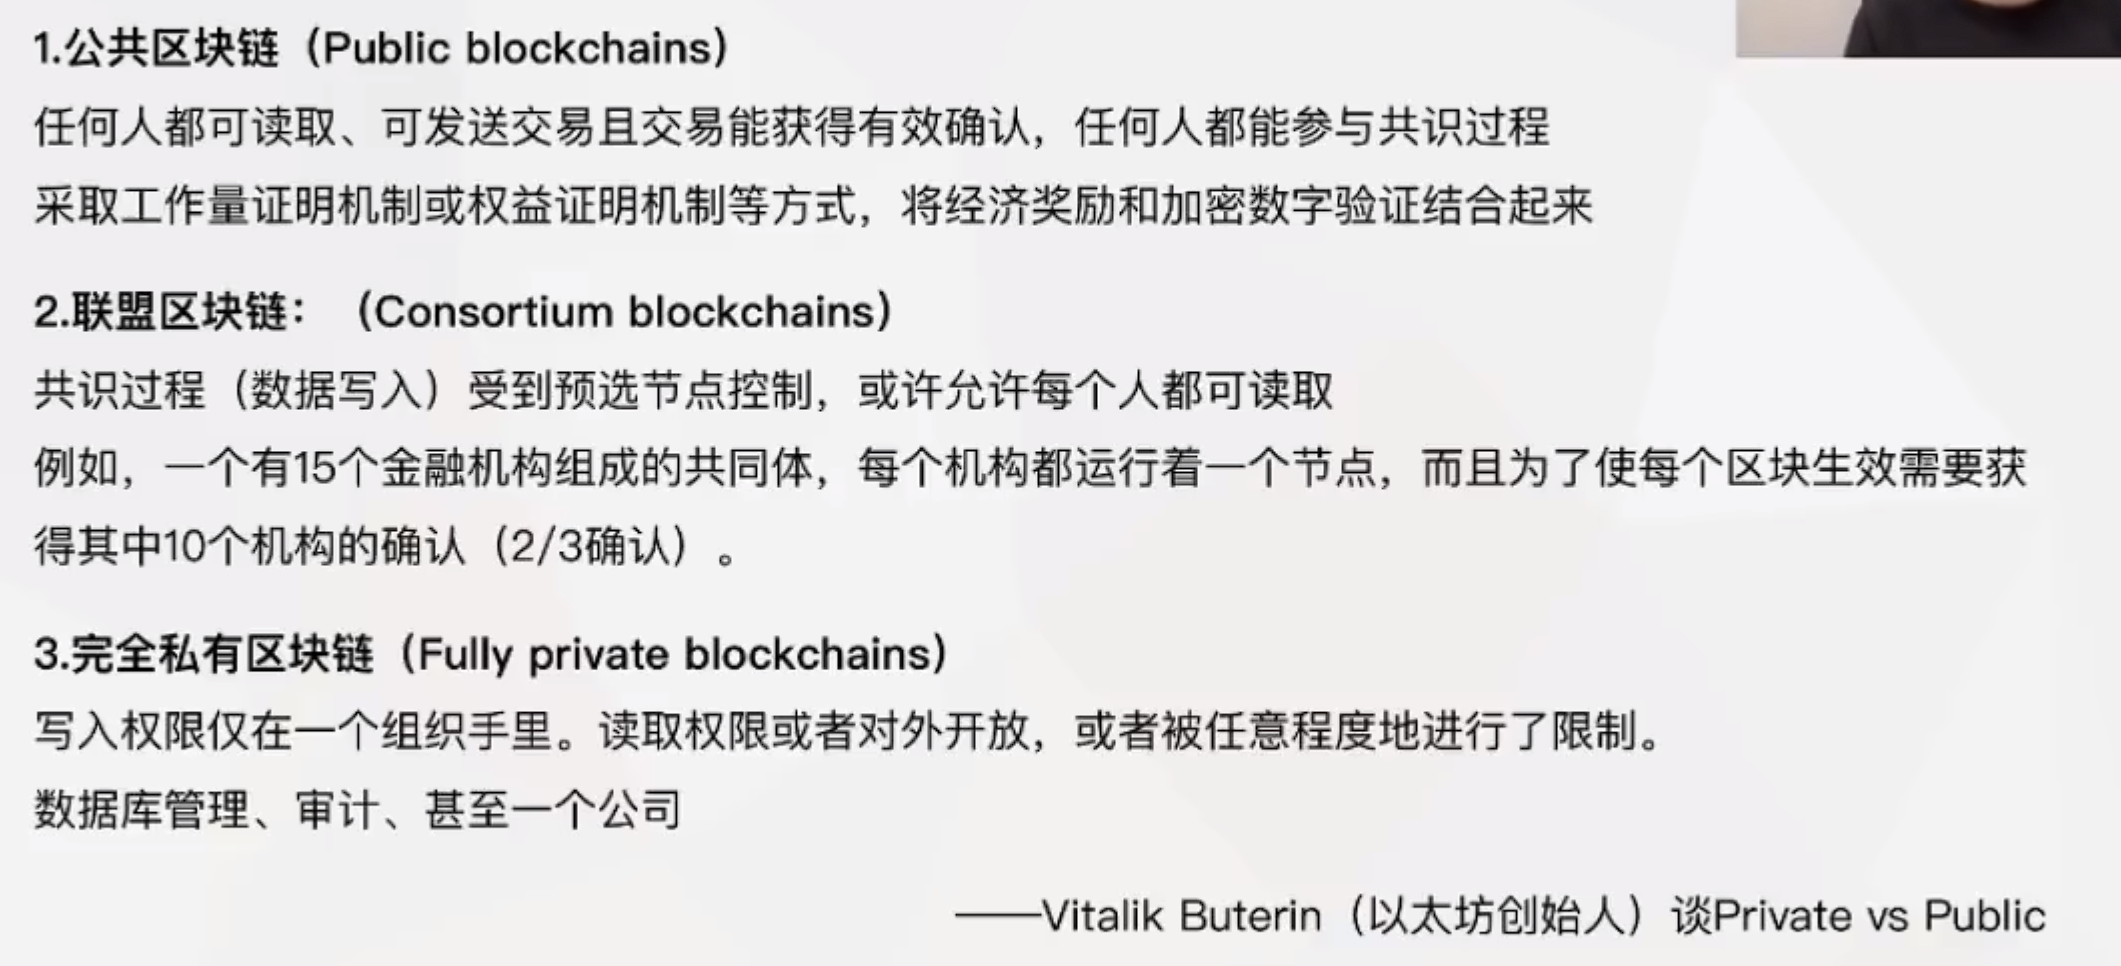 1.公共区块链（Public blockchains）
任何人都可读取、可发送交易且交易能获得有效确认，任何人都能参与共识过程
采取工作量证明机制或权益证明机制等方式，将经济奖励和加密数字验证结合起来
2.联盟区块链：（Consortium blockchains）
共识过程（数据写入）受到预选节点控制，或许允许每个人都可读取
例如，一个有15个金融机构组成的共同体，每个机构都运行着一个节点，而且为了使每个区块生效需要获
得其中10个机构的确认（2/3确认）。
3.完全私有区块链（Fully private blockchains）
写入权限仅在一个组织手里。读取权限或者对外开放，或者被任意程度地进行了限制。
数据库管理、审计、甚至一个公司
——Vitalik Buterin（以太坊创始人）谈Private vs Public